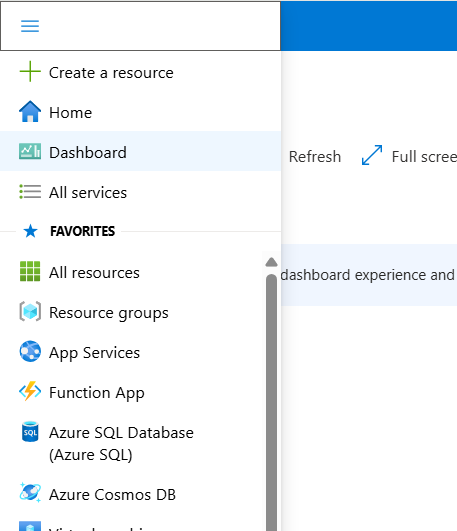 Create a resource
Home
Dashboard
Refresh
Full scree
All services
FAVORITES
All resources
dashboard experience and
Resource groups
App Services
Function App
SQL
Azure SQL Database
(Azure SQL)
Azure Cosmos DB